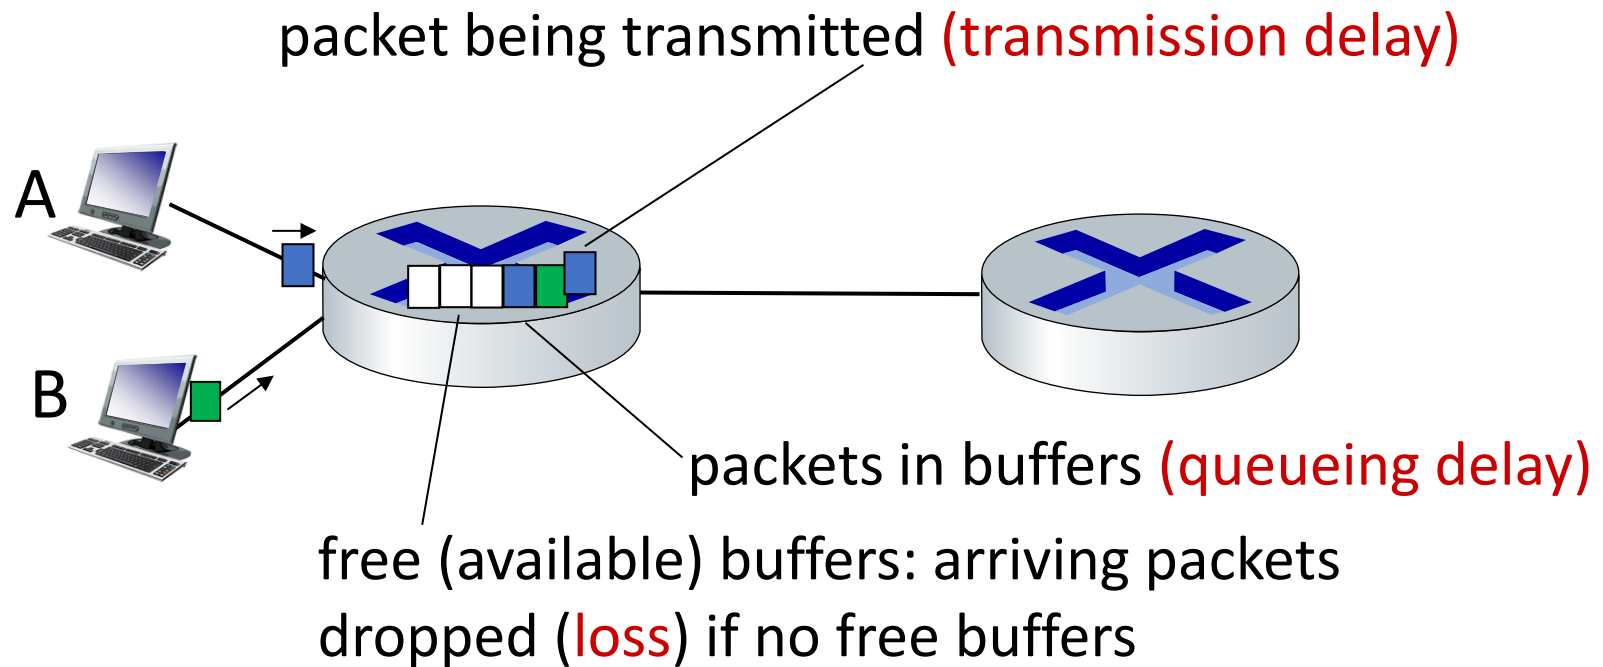 packet being transmitted (transmission delay)
A
B
packets in buffers (queueing delay)
free (available) buffers: arriving packets
dropped (loss) if no free buffers